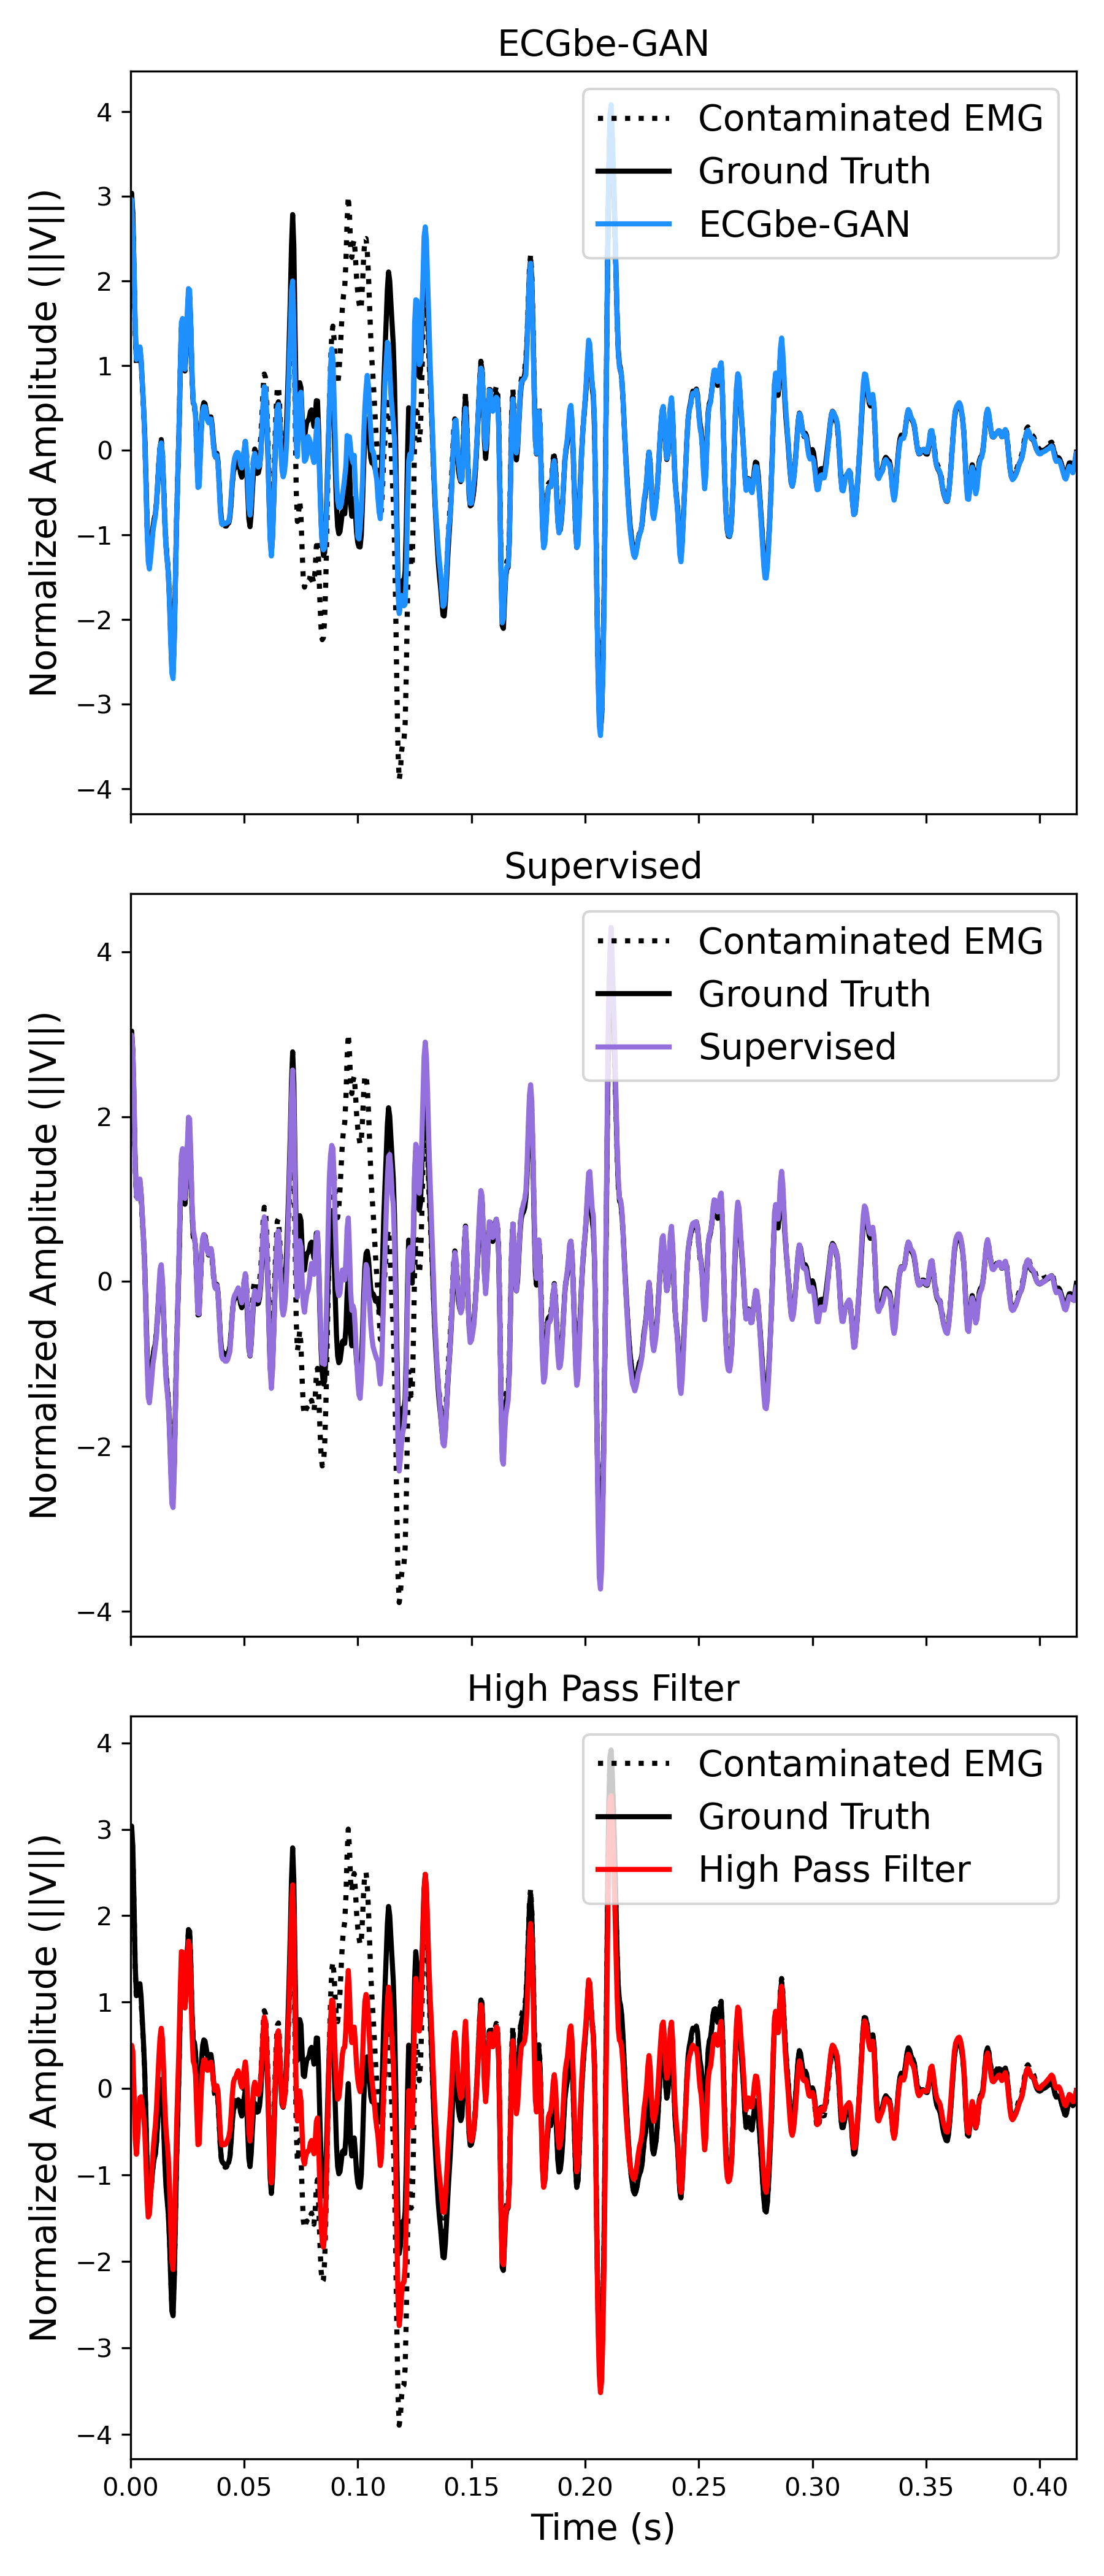 ECGbe-GAN
Normalized Amplitude (||V||)
4
3
2
1
0
−1
−2
−3
−4
Contaminated EMG
Ground Truth
ECGbe-GAN
Supervised
Normalized Amplitude (||V||)
4
2
0
−2
−4
Contaminated EMG
Ground Truth
Supervised
High Pass Filter
Normalized Amplitude (||V||)
4
3
2
1
0
−1
−2
−3
−4
Contaminated EMG
Ground Truth
High Pass Filter
0.00 0.05 0.10 0.15 0.20 0.25 0.30 0.35 0.40
Time (s)